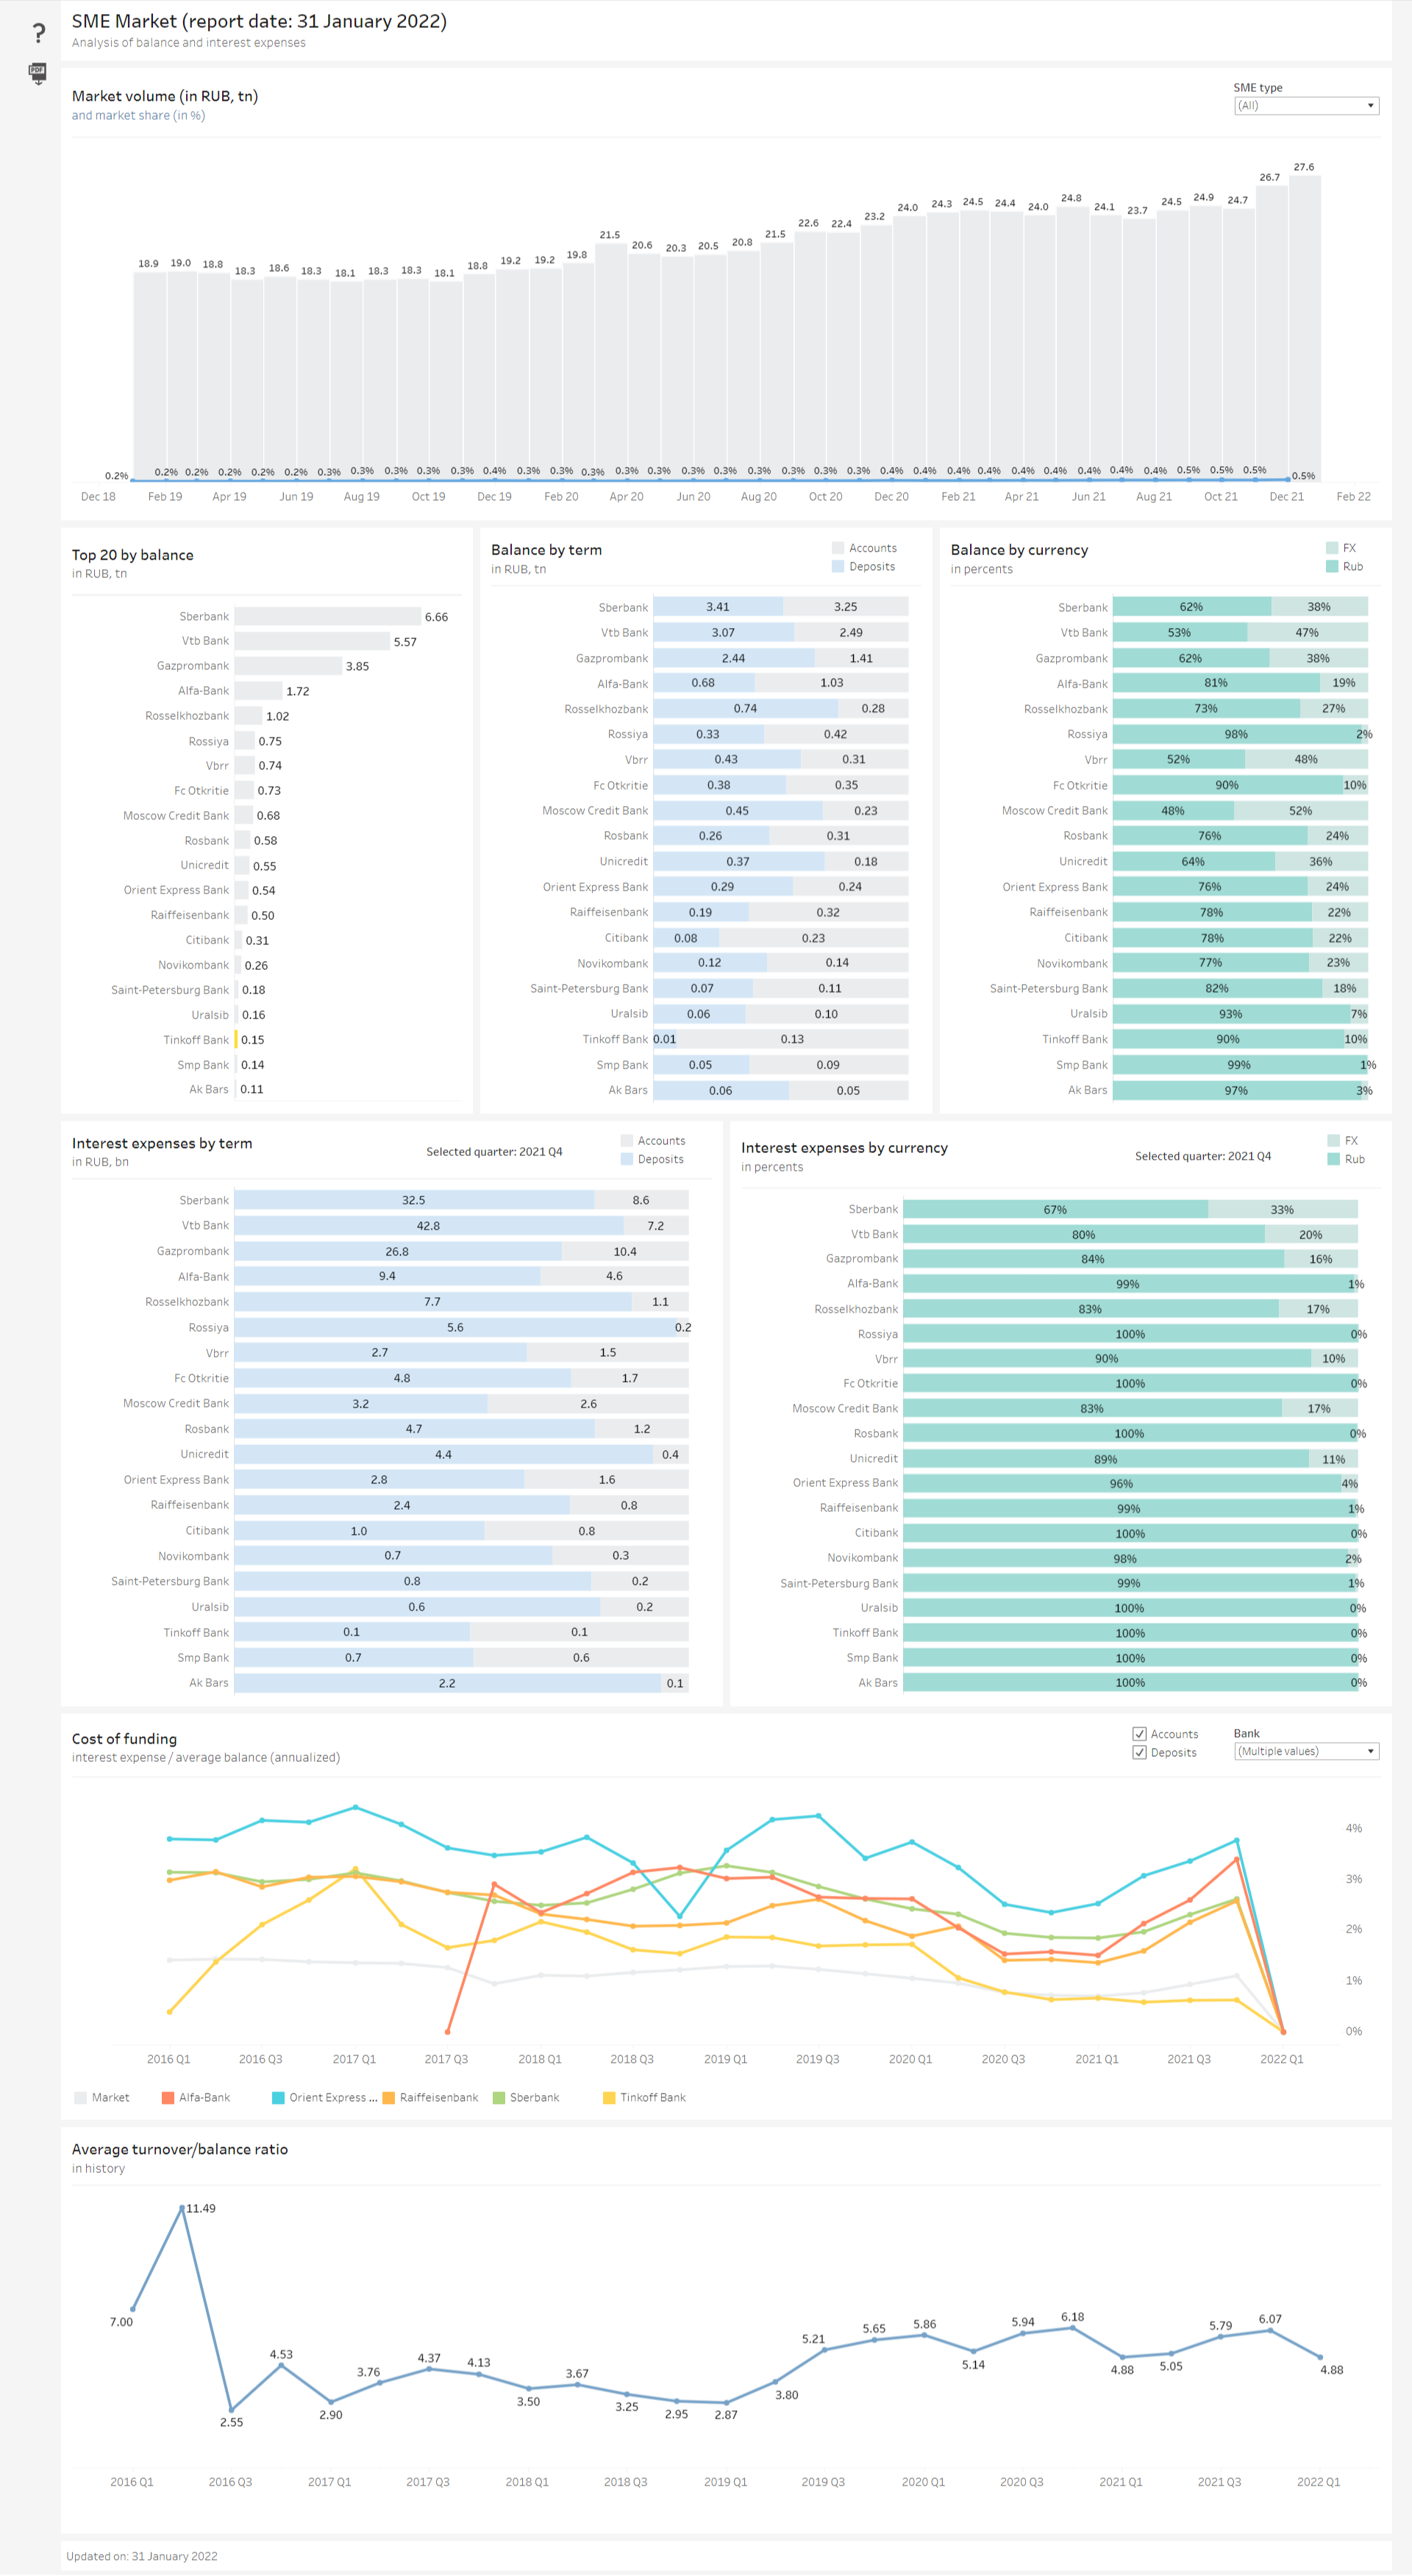 ?
PDF
SME Market (report date: 31 January 2022)
Analysis of balance and interest expenses
Market volume (in RUB, tn)
and market share (in %)
SME type
(All)
18.9 19.0 18.8 18.3 18.6 18.3 18.1 18.3 18.3 18.1 18.8 19.2 19.2 19.8 21.5 20.6 20.3 20.5 20.8 21.5 22.6 22.4 23.2 24.0 24.3 24.5 24.4 24.0 24.8 24.1 23.7 24.5 24.9 24.7 26.7 27.6
0.2% 0.2% 0.2% 0.2% 0.2% 0.2% 0.3% 0.3% 0.3% 0.3% 0.3% 0.4% 0.3% 0.3% 0.3% 0.3% 0.3% 0.3% 0.3% 0.3% 0.3% 0.3% 0.3% 0.4% 0.4% 0.4% 0.4% 0.4% 0.4% 0.4% 0.4% 0.4% 0.5% 0.5% 0.5% 0.5%
Dec 18 Feb 19 Apr 19 Jun 19 Aug 19 Oct 19 Dec 19 Feb 20 Apr 20 Jun 20 Aug 20 Oct 20 Dec 20 Feb 21 Apr 21 Jun 21 Aug 21 Oct 21 Dec 21 Feb 22
Top 20 by balance
in RUB, tn
Sberbank 6.66
Vtb Bank 5.57
Gazprombank 3.85
Alfa-Bank 1.72
Rosselkhozbank 1.02
Rossiya 0.75
Vbrr 0.74
Fc Otkritie 0.73
Moscow Credit Bank 0.68
Rosbank 0.58
Unicredit 0.55
Orient Express Bank 0.54
Raiffeisenbank 0.50
Citibank 0.31
Novikombank 0.26
Saint-Petersburg Bank 0.18
Uralsib 0.16
Tinkoff Bank 0.15
Smp Bank 0.14
Ak Bars 0.11
Balance by term
in RUB, tn
Accounts
Deposits
Sberbank 3.41 3.25
Vtb Bank 3.07 2.49
Gazprombank 2.44 1.41
Alfa-Bank 0.68 1.03
Rosselkhozbank 0.74 0.28
Rossiya 0.33 0.42
Vbrr 0.43 0.31
Fc Otkritie 0.38 0.35
Moscow Credit Bank 0.45 0.23
Rosbank 0.26 0.31
Unicredit 0.37 0.18
Orient Express Bank 0.29 0.24
Raiffeisenbank 0.19 0.32
Citibank 0.08 0.23
Novikombank 0.12 0.14
Saint-Petersburg Bank 0.07 0.11
Uralsib 0.06 0.10
Tinkoff Bank 0.01 0.13
Smp Bank 0.05 0.09
Ak Bars 0.06 0.05
Balance by currency
in percents
FX
Rub
Sberbank 62% 38%
Vtb Bank 53% 47%
Gazprombank 62% 38%
Alfa-Bank 81% 19%
Rosselkhozbank 73% 27%
Rossiya 98% 2%
Vbrr 52% 48%
Fc Otkritie 90% 10%
Moscow Credit Bank 48% 52%
Rosbank 76% 24%
Unicredit 64% 36%
Orient Express Bank 76% 24%
Raiffeisenbank 78% 22%
Citibank 78% 22%
Novikombank 77% 23%
Saint-Petersburg Bank 82% 18%
Uralsib 93% 7%
Tinkoff Bank 90% 10%
Smp Bank 99% 1%
Ak Bars 97% 3%
Interest expenses by term
in RUB, bn
Selected quarter: 2021 Q4
Accounts
Deposits
Sberbank 32.5 8.6
Vtb Bank 42.8 7.2
Gazprombank 26.8 10.4
Alfa-Bank 9.4 4.6
Rosselkhozbank 7.7 1.1
Rossiya 5.6 0.2
Vbrr 2.7 1.5
Fc Otkritie 4.8 1.7
Moscow Credit Bank 3.2 2.6
Rosbank 4.7 1.2
Unicredit 4.4 0.4
Orient Express Bank 2.8 1.6
Raiffeisenbank 2.4 0.8
Citibank 1.0 0.8
Novikombank 0.7 0.3
Saint-Petersburg Bank 0.8 0.2
Uralsib 0.6 0.2
Tinkoff Bank 0.1 0.1
Smp Bank 0.7 0.6
Ak Bars 2.2 0.1
Interest expenses by currency
in percents
Selected quarter: 2021 Q4
FX
Rub
Sberbank 67% 33%
Vtb Bank 80% 20%
Gazprombank 84% 16%
Alfa-Bank 99% 1%
Rosselkhozbank 83% 17%
Rossiya 100% 0%
Vbrr 90% 10%
Fc Otkritie 100% 0%
Moscow Credit Bank 83% 17%
Rosbank 100% 0%
Unicredit 89% 11%
Orient Express Bank 96% 4%
Raiffeisenbank 99% 1%
Citibank 100% 0%
Novikombank 98% 2%
Saint-Petersburg Bank 99% 1%
Uralsib 100% 0%
Tinkoff Bank 100% 0%
Smp Bank 100% 0%
Ak Bars 100% 0%
Cost of funding
interest expense / average balance (annualized)
Accounts
Deposits
Bank
(Multiple values)
4%
3%
2%
1%
0%
2016 Q1 2016 Q3 2017 Q1 2017 Q3 2018 Q1 2018 Q3 2019 Q1 2019 Q3 2020 Q1 2020 Q3 2021 Q1 2021 Q3 2022 Q1
Market Alfa-Bank Orient Express ... Raiffeisenbank Sberbank Tinkoff Bank
Average turnover/balance ratio
in history
7.00 11.49 2.55 4.53 2.90 3.76 4.37 4.13 3.50 3.67 3.25 2.95 2.87 3.80 5.21 5.65 5.86 5.14 5.94 6.18 4.88 5.05 5.79 6.07 4.88
2016 Q1 2016 Q3 2017 Q1 2017 Q3 2018 Q1 2018 Q3 2019 Q1 2019 Q3 2020 Q1 2020 Q3 2021 Q1 2021 Q3 2022 Q1
Updated on: 31 January 2022